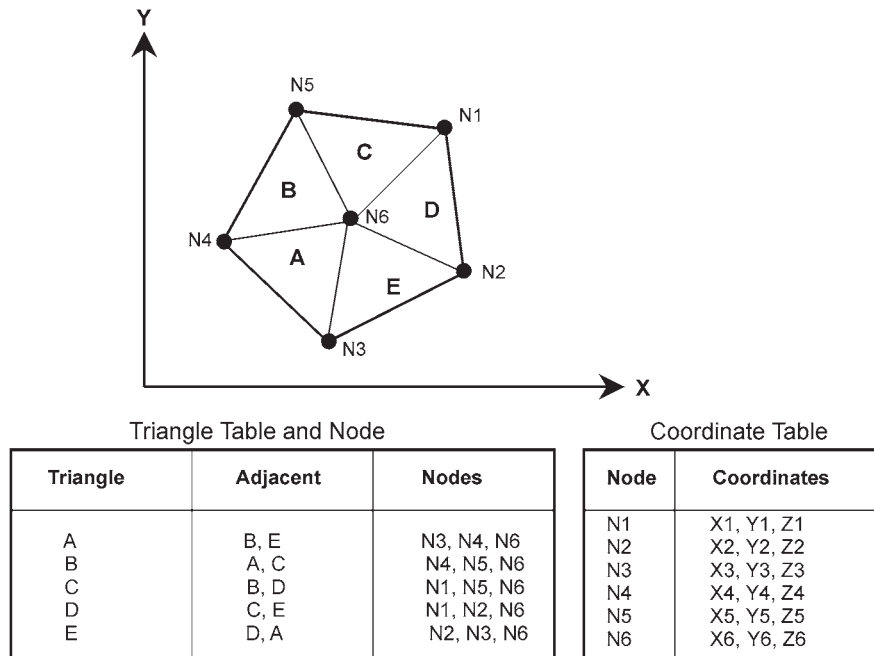 Y
N5
N1
C
B
D
N6
N4
A
N2
E
N3
X
Triangle Table and Node
Triangle Adjacent Nodes
A B, E N3, N4, N6
B A, C N4, N5, N6
C B, D N1, N5, N6
D C, E N1, N2, N6
E D, A N2, N3, N6
Coordinate Table
Node Coordinates
N1 X1, Y1, Z1
N2 X2, Y2, Z2
N3 X3, Y3, Z3
N4 X4, Y4, Z4
N5 X5, Y5, Z5
N6 X6, Y6, Z6